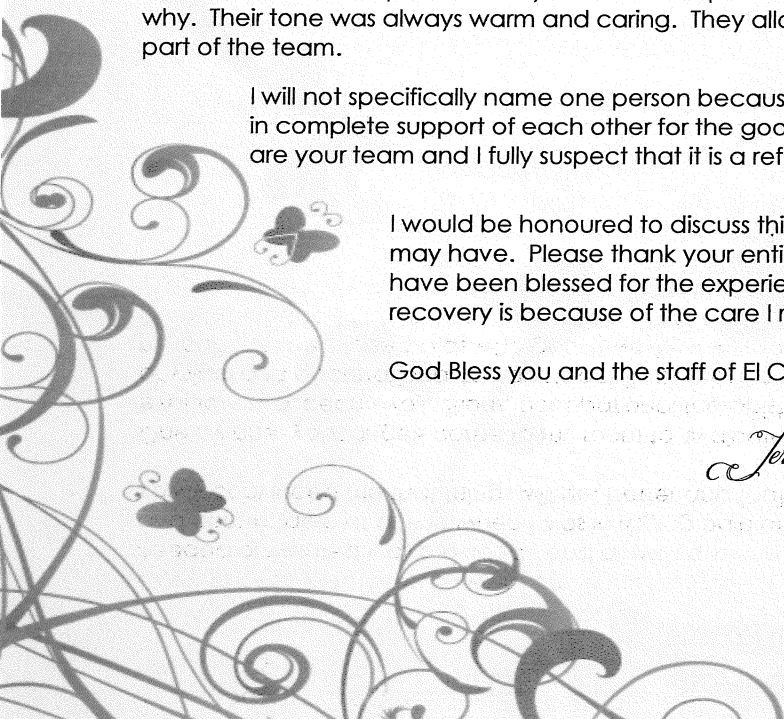 why. Their tone was always warm and caring. They allo
part of the team.
I will not specifically name one person because
in complete support of each other for the goo
are your team and I fully suspect that it is a ref
I would be honoured to discuss thi
may have. Please thank your enti
have been blessed for the experie
recovery is because of the care I r
God Bless you and the staff of El C
Je